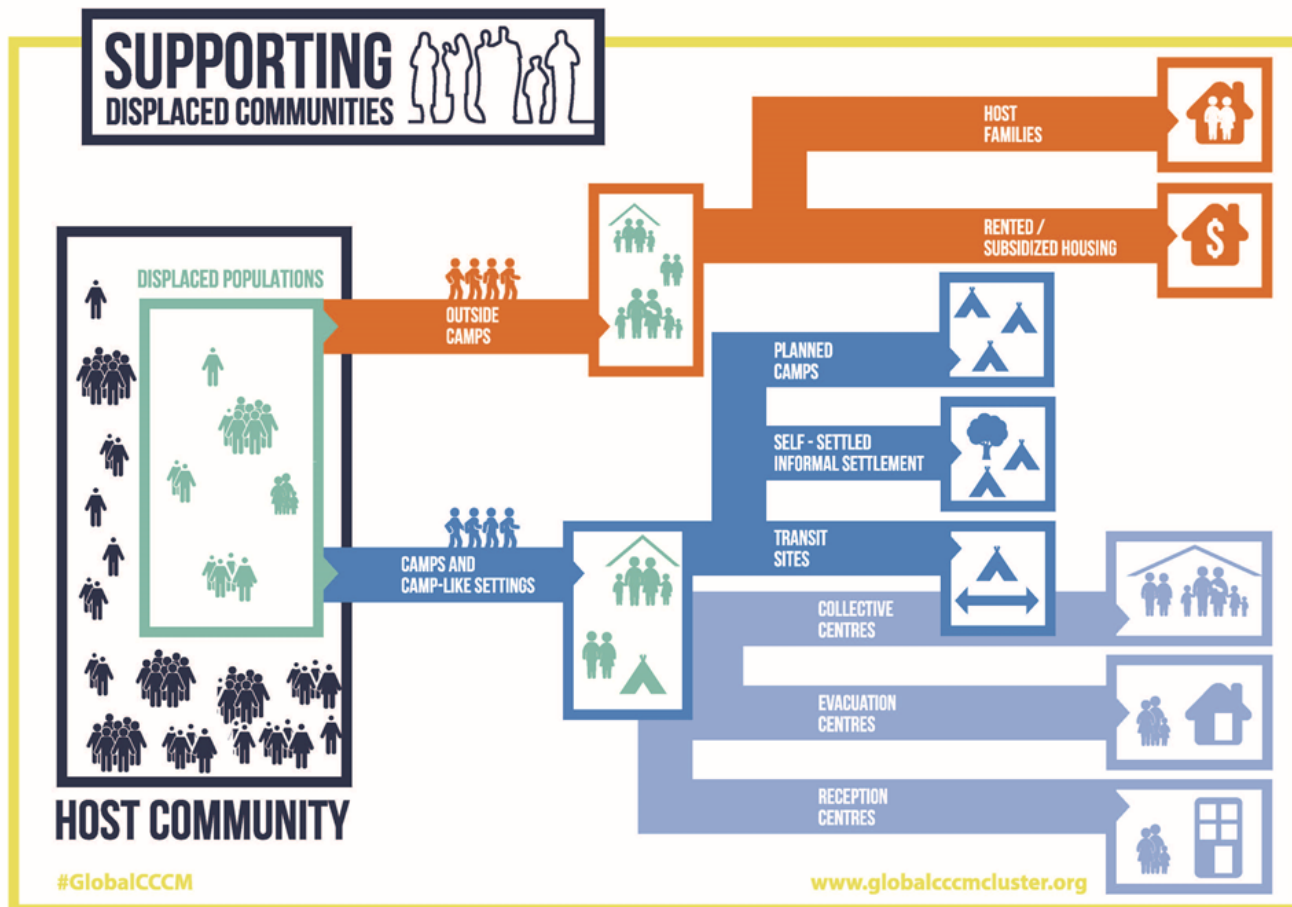 SUPPORTING
DISPLACED COMMUNITIES
HOST
FAMILIES
RENTED /
SUBSIDIZED HOUSING
$
DISPLACED POPULATIONS
OUTSIDE
CAMPS
PLANNED
CAMPS
SELF - SETTLED
INFORMAL SETTLEMENT
CAMPS AND
CAMP-LIKE SETTINGS
TRANSIT
SITES
COLLECTIVE
CENTRES
EVACUATION
CENTRES
RECEPTION
CENTRES
HOST COMMUNITY
#GlobalCCCM
www.globalcccmcluster.org